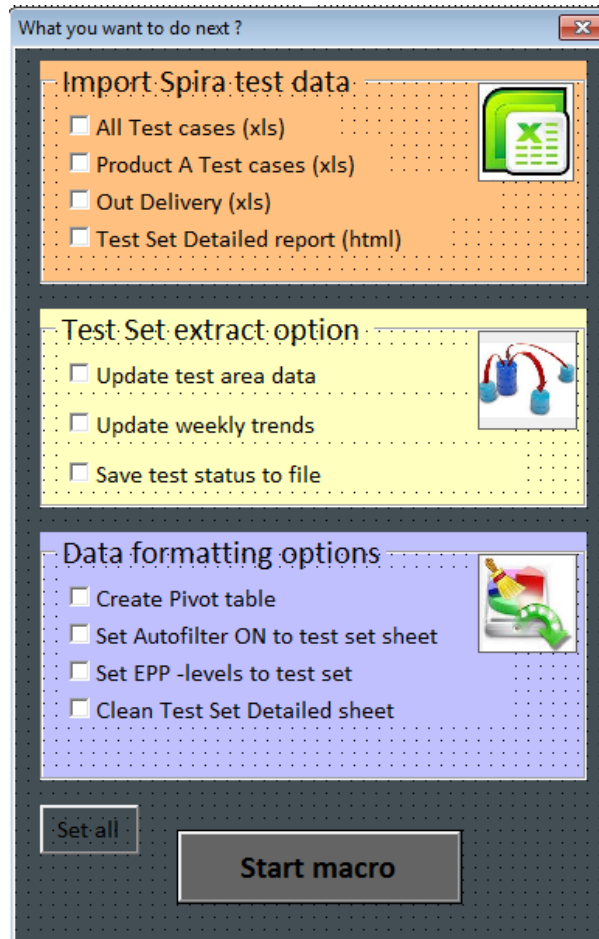 What you want to do next ?
Import Spira test data
All Test cases (xls)
Product A Test cases (xls)
Out Delivery (xls)
Test Set Detailed report (html)
Test Set extract option
Update test area data
Update weekly trends
Save test status to file
Data formatting options
Create Pivot table
Set Autofilter ON to test set sheet
Set EPP -levels to test set
Clean Test Set Detailed sheet
Set all
Start macro